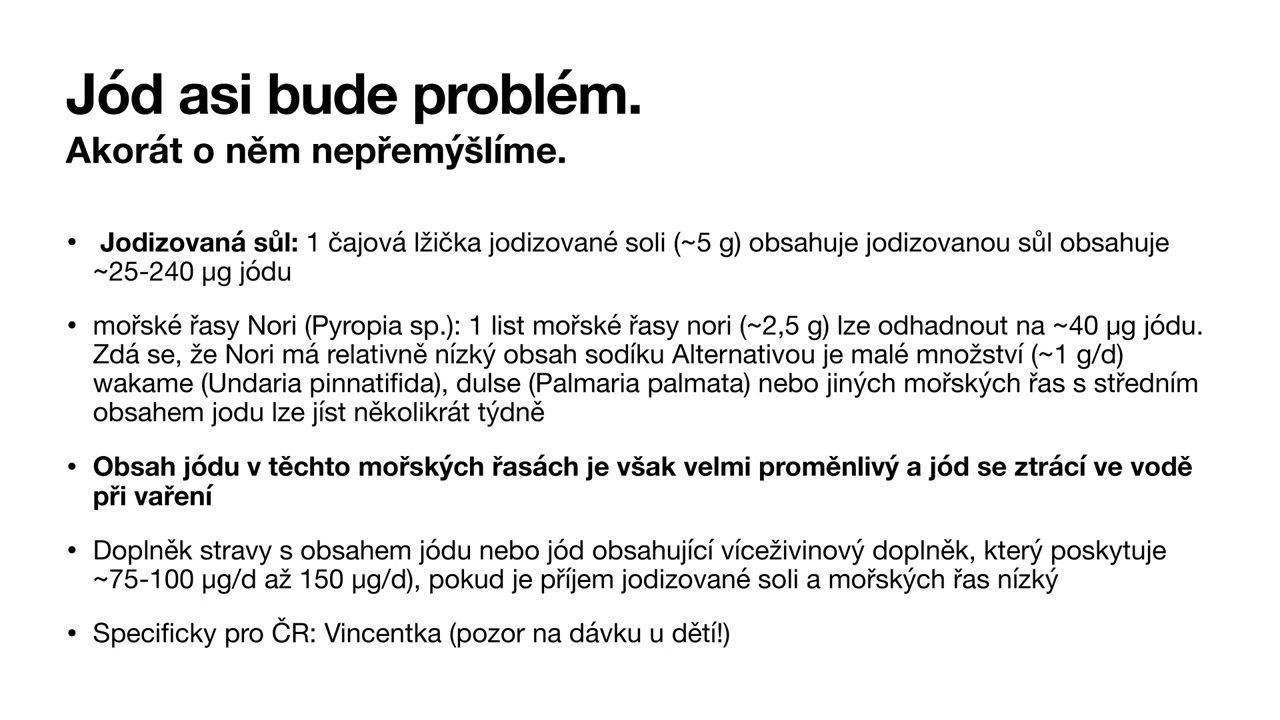 Jód asi bude problém.
Akorát o něm nepřemýšlíme.
• Jodizovaná sůl: 1 čajová lžička jodizované soli (~5 g) obsahuje jodizovanou sůl obsahuje
~25-240 µg jódu
• mořské řasy Nori (Pyropia sp.): 1 list mořské řasy nori (~2,5 g) lze odhadnout na ~40 µg jódu.
Zdá se, že Nori má relativně nízký obsah sodíku Alternativou je malé množství (~1 g/d)
wakame (Undaria pinnatifida), dulse (Palmaria palmata) nebo jiných mořských řas s středním
obsahem jodu lze jíst několikrát týdně
• Obsah jódu v těchto mořských řasách je však velmi proměnlivý a jód se ztrácí ve vodě
při vaření
• Doplněk stravy s obsahem jódu nebo jód obsahující víceživinový doplněk, který poskytuje
~75-100 µg/d až 150 µg/d), pokud je příjem jodizované soli a mořských řas nízký
• Specificky pro ČR: Vincentka (pozor na dávku u dětí!)